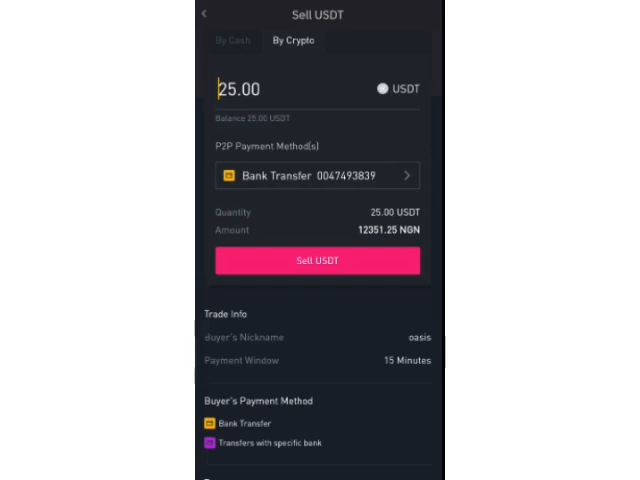 Sell USDT
By Cash By Crypto
25.00 USDT
Balance 25.00 USDT
P2P Payment Method(s)
Bank Transfer 0047493839
Quantity 25.00 USDT
Amount 12351.25 NGN
Sell USDT
Trade Info
Buyer's Nickname oasis
Payment Window 15 Minutes
Buyer's Payment Method
Bank Transfer
Transfers with specific bank